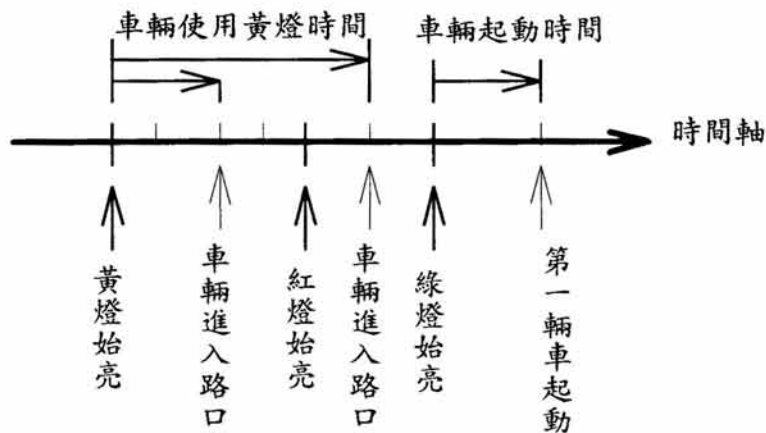 車輛使用黃燈時間
車輛起動時間
時間軸
黃燈始亮
車輛進入路口
紅燈始亮
車輛進入路口
綠燈始亮
第一輛車起動